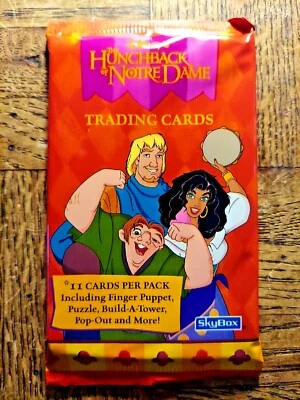 THE
HUNCHBACK
OF NOTRE DAME
TRADING CARDS
*11 CARDS PER PACK
Including Finger Puppet,
Puzzle, Build-A-Tower,
Pop-Out and More!
SKYBOX